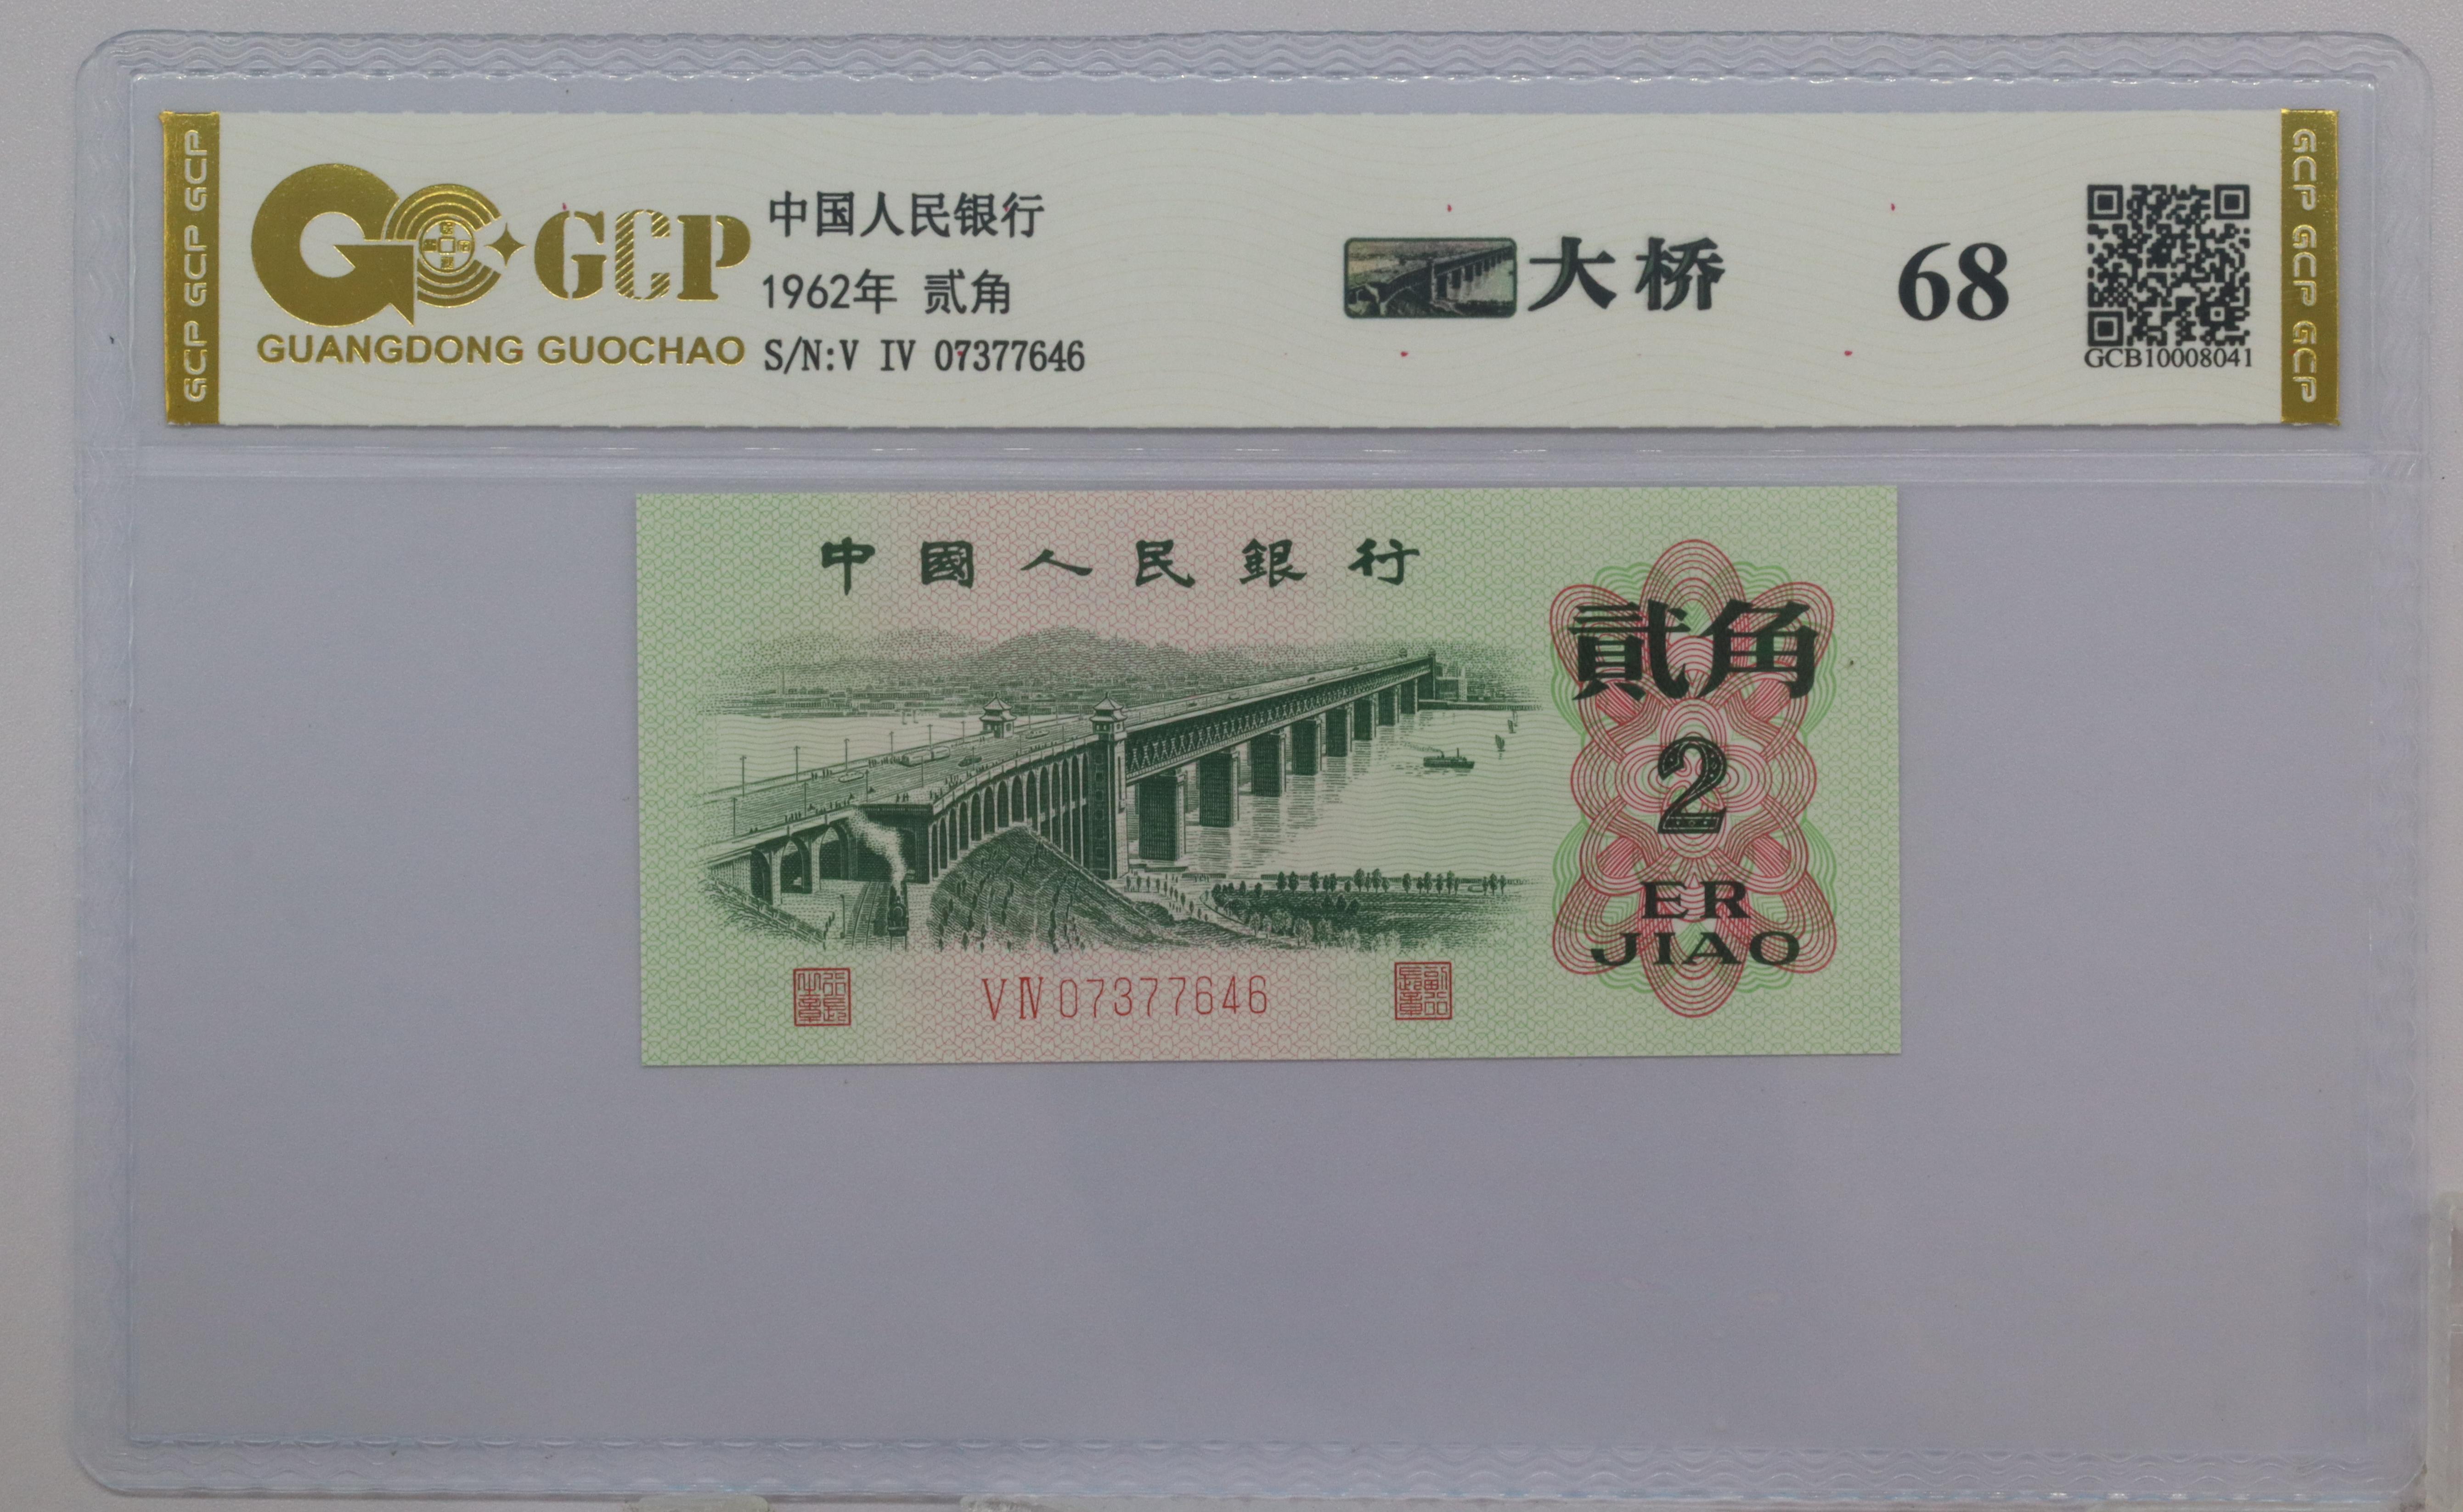 GCP GCP GCP
GCP
GUANGDONG GUOCHAO
中国人民银行
1962年 贰角
S/N:V IV 07377646
大桥
68
GCB10008041
GCP GCP GCP
中國人民銀行
貳角
2
ER
JIAO
V IV 07377646